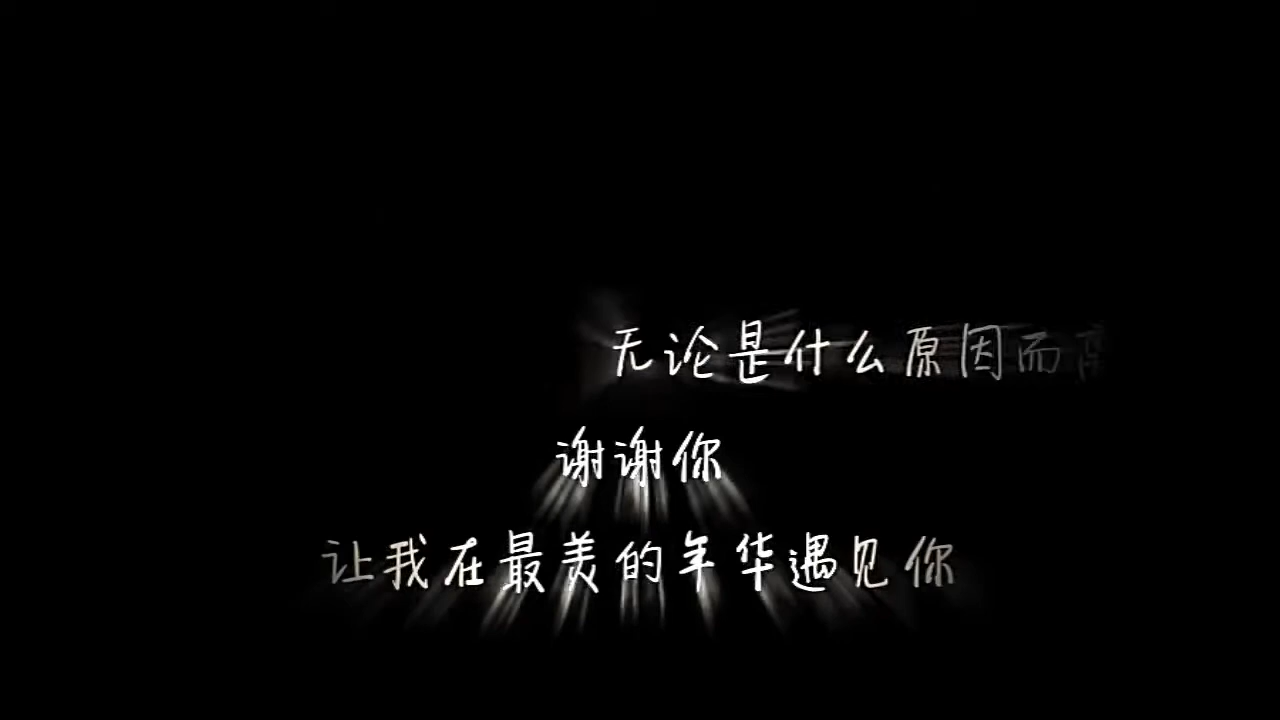 无论是什么原因而离
谢谢你
让我在最美的年华遇见你